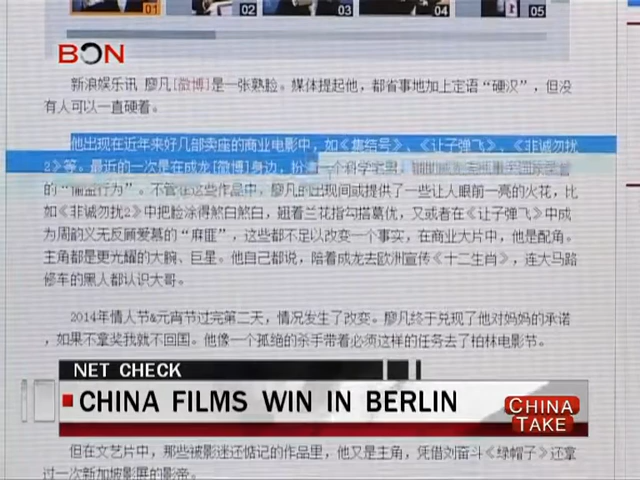 01
02
03
04
05
BON
新浪娱乐讯 廖凡[微博]是一张熟脸。媒体提起他，都省事地加上定语“硬汉”，但没
有人可以一直硬着。
他出现在近年来好几部卖座的商业电影中，如《集结号》、《让子弹飞》、《非诚勿扰
2》等。最近的一次是在成龙[微博]身边，扮
的“偷盗行为”。不管在这些作品中，廖凡的出现间或提供了一些让人眼前一亮的火花，比
如《非诚勿扰2》中把脸涂得煞白煞白，妞着兰花指勾搭葛优，又或者在《让子弹飞》中成
为周韵义无反顾爱慕的“麻匪”，这些都不足以改变一个事实，在商业大片中，他是配角。
主角都是更光耀的大腕、巨星。他自己都说，陪着成龙去欧洲宣传《十二生肖》，连大马路
修车的黑人都认识大哥。
2014年情人节&元宵节过完第二天，情况发生了改变。廖凡终于兑现了他对妈妈的承诺
，如果不拿奖我就不回国。他像一个孤绝的杀手带着必须这样的任务去了柏林电影节。
NET CHECK
CHINA FILMS WIN IN BERLIN
CHINA
TAKE
但在文艺片中，那些被影迷还惦记的作品里，他又是主角，凭借刘奋斗《绿帽子》还拿
过一次新加坡影展的影帝。